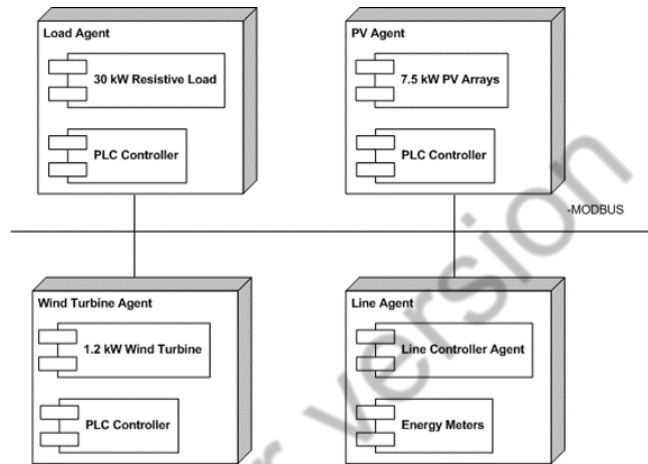 Load Agent
30 kW Resistive Load
PLC Controller
PV Agent
7.5 kW PV Arrays
PLC Controller
-MODBUS
Wind Turbine Agent
1.2 kW Wind Turbine
PLC Controller
Line Agent
Line Controller Agent
Energy Meters
r version